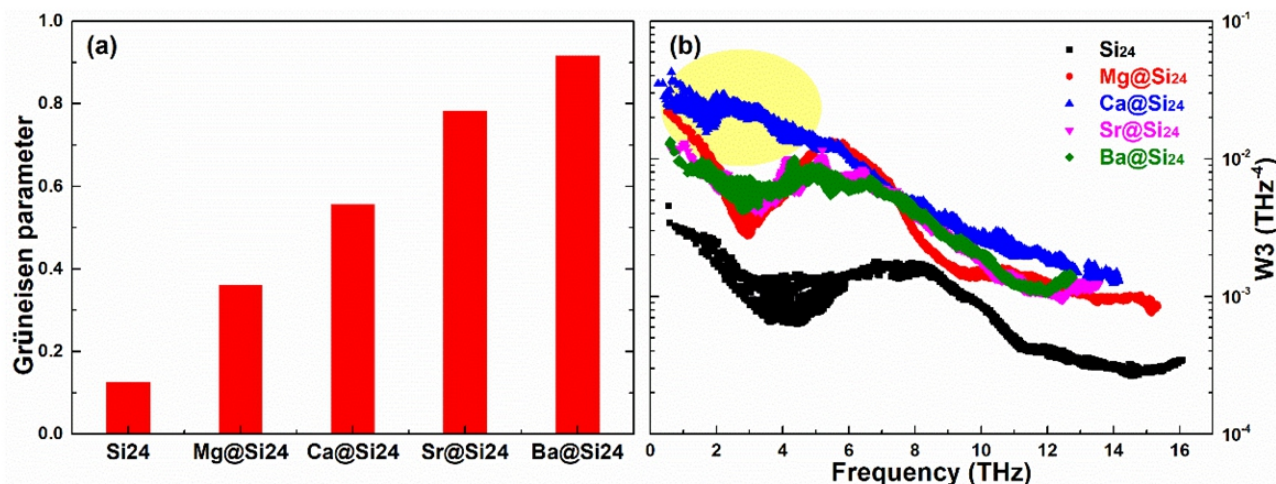 (a)
Grüneisen parameter
1.0
0.8
0.6
0.4
0.2
0.0
Si24 Mg@Si24 Ca@Si24 Sr@Si24 Ba@Si24
(b)
Si24
Mg@Si24
Ca@Si24
Sr@Si24
Ba@Si24
10-1
10-2
10-3
10-4
W3 (THz-4)
0 2 4 6 8 10 12 14 16
Frequency (THz)